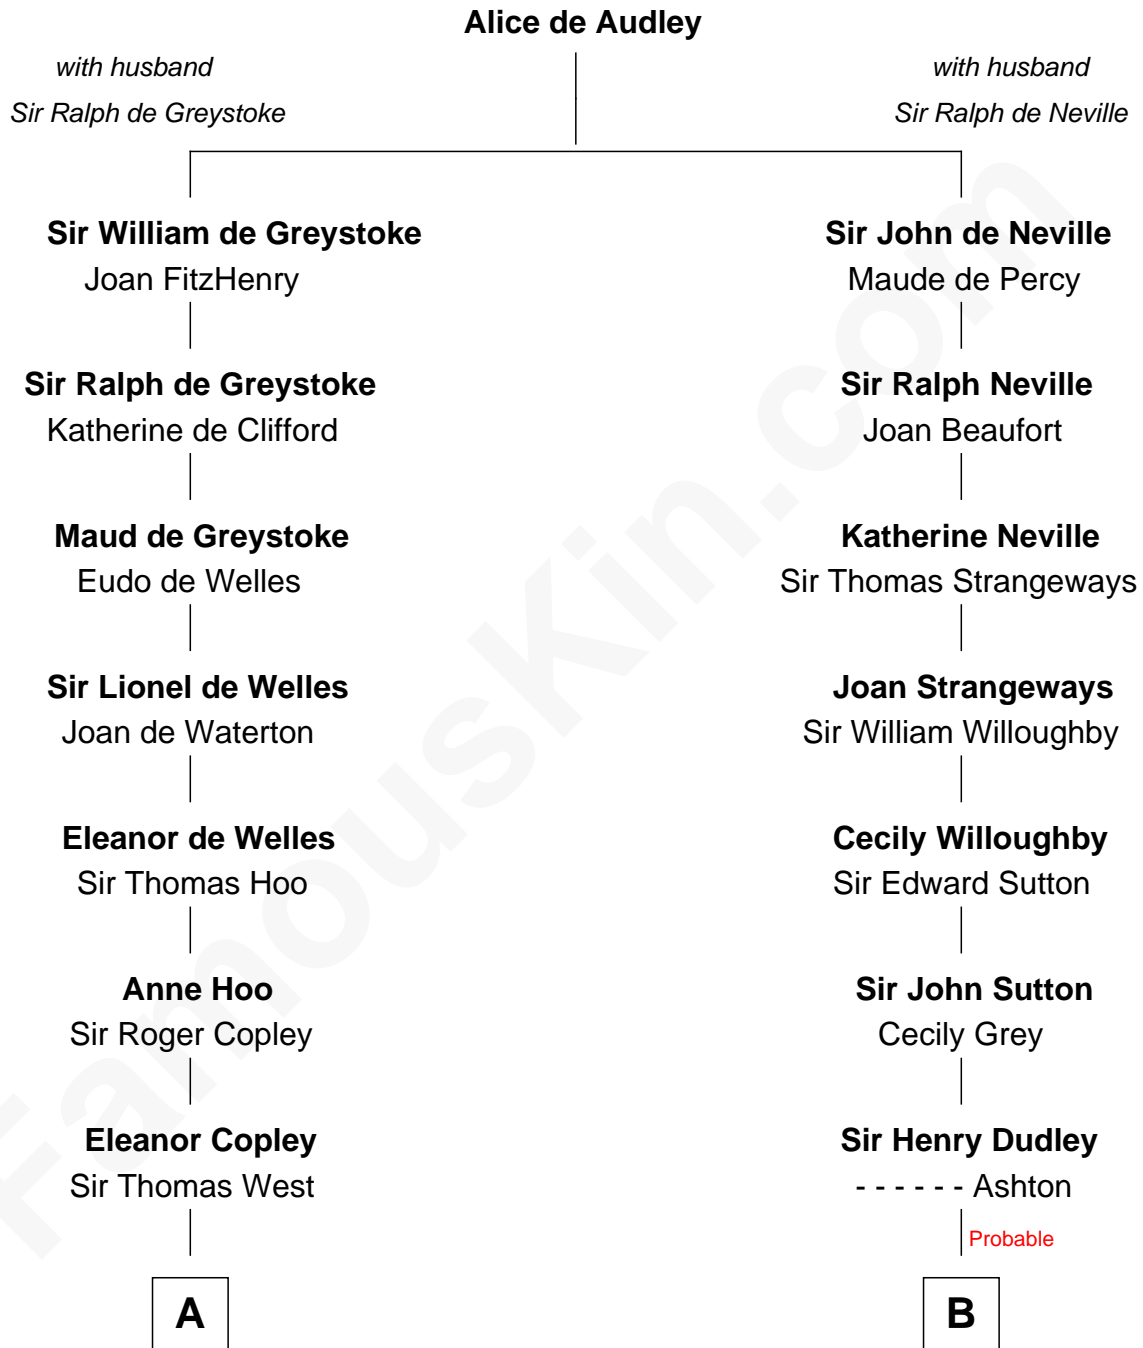 Alice de Audley
with husband
Sir Ralph de Greystoke
with husband
Sir Ralph de Neville
Sir William de Greystoke
Joan FitzHenry
Sir Ralph de Greystoke
Katherine de Clifford
Maud de Greystoke
Eudo de Welles
Sir Lionel de Welles
Joan de Waterton
Eleanor de Welles
Sir Thomas Hoo
Anne Hoo
Sir Roger Copley
Eleanor Copley
Sir Thomas West
A
Sir John de Neville
Maude de Percy
Sir Ralph Neville
Joan Beaufort
Katherine Neville
Sir Thomas Strangeways
Joan Strangeways
Sir William Willoughby
Cecily Willoughby
Sir Edward Sutton
Sir John Sutton
Cecily Grey
Sir Henry Dudley
- - - - - - Ashton
Probable
B
FamousKin.com